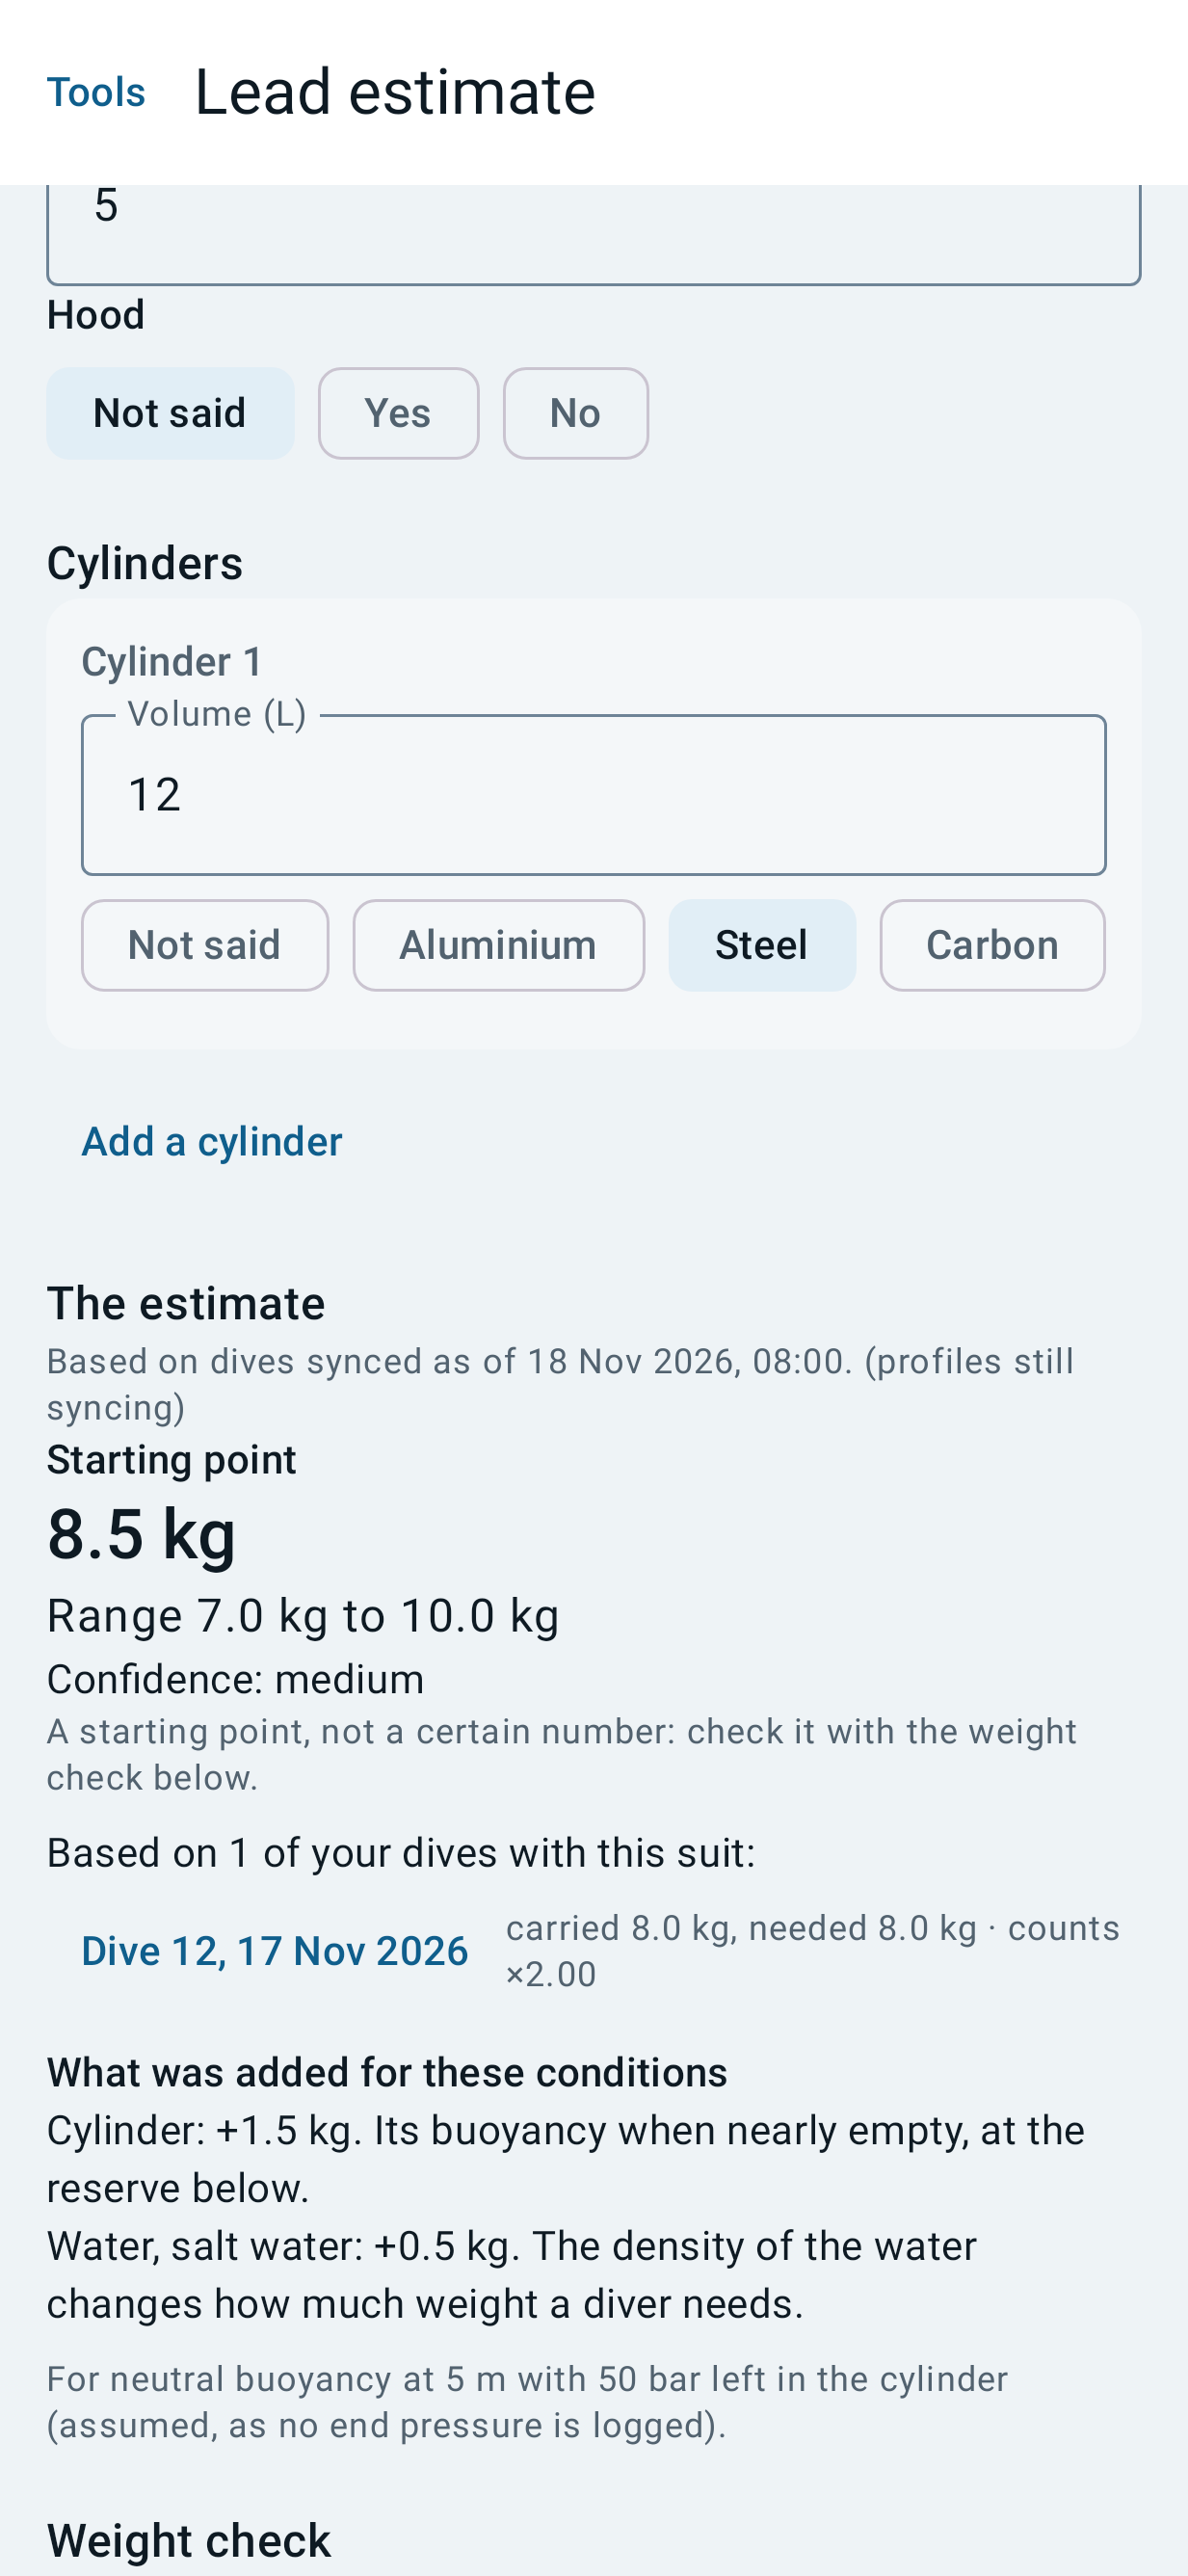 Tools Lead estimate
5
Hood
Not said Yes No
Cylinders
Cylinder 1
Volume (L)
12
Not said Aluminium Steel Carbon
Add a cylinder
The estimate
Based on dives synced as of 18 Nov 2026, 08:00. (profiles still
syncing)
Starting point
8.5 kg
Range 7.0 kg to 10.0 kg
Confidence: medium
A starting point, not a certain number: check it with the weight
check below.
Based on 1 of your dives with this suit:
Dive 12, 17 Nov 2026 carried 8.0 kg, needed 8.0 kg · counts
×2.00
What was added for these conditions
Cylinder: +1.5 kg. Its buoyancy when nearly empty, at the
reserve below.
Water, salt water: +0.5 kg. The density of the water
changes how much weight a diver needs.
For neutral buoyancy at 5 m with 50 bar left in the cylinder
(assumed, as no end pressure is logged).
Weight check